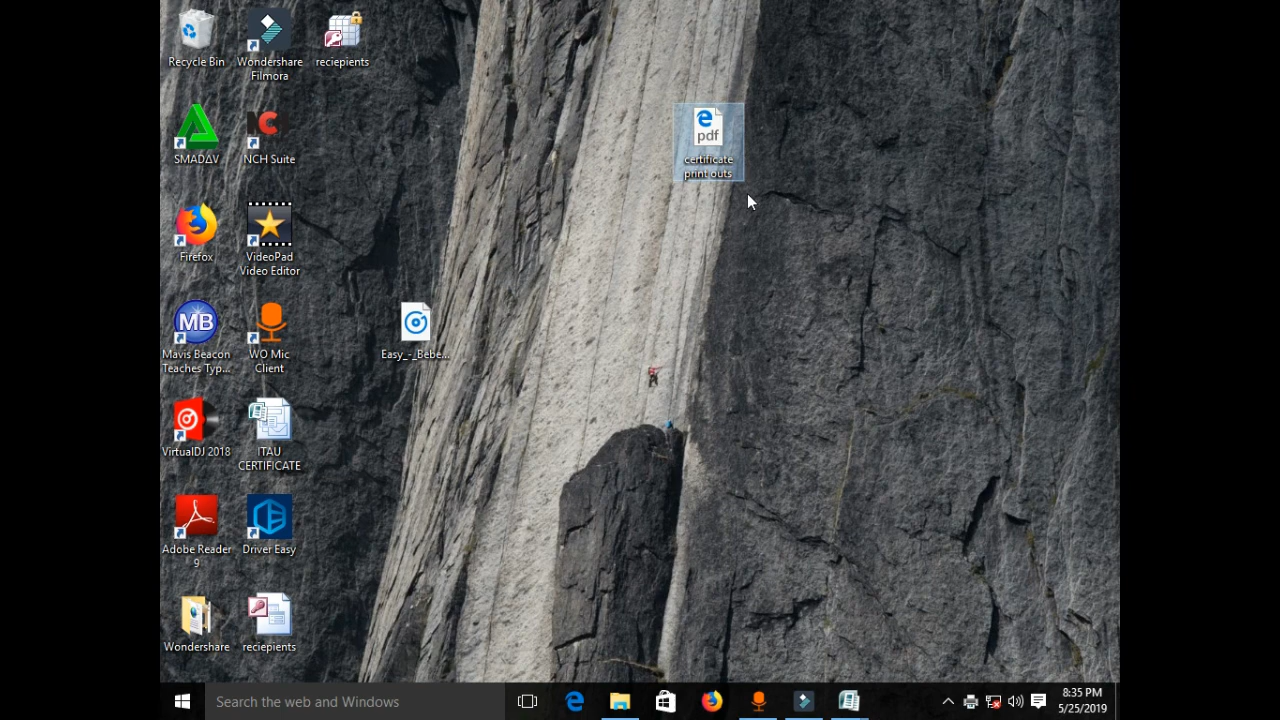 Recycle Bin
Wondershare
Filmora
reciepients
SMADΔV
NCH Suite
pdf
certificate
print outs
Firefox
VideoPad
Video Editor
MB
Mavis Beacon
Teaches Typ...
WO Mic
Client
Easy_-_Bebe...
VirtualDJ 2018
ITAU
CERTIFICATE
Adobe Reader
9
Driver Easy
Wondershare
reciepients
Search the web and Windows
8:35 PM
5/25/2019